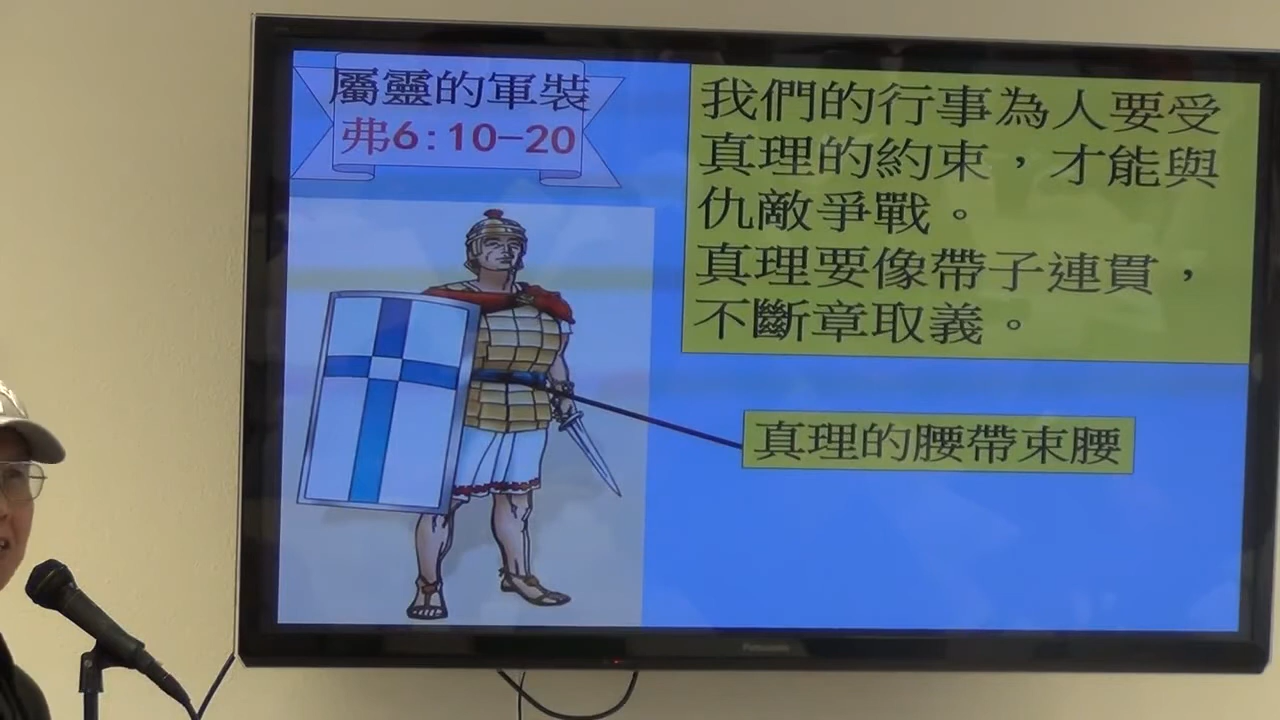 屬靈的軍裝
弗6:10-20
我們的行事為人要受
真理的約束，才能與
仇敵爭戰。
真理要像帶子連貫，
不斷章取義。
真理的腰帶束腰
Panasonic